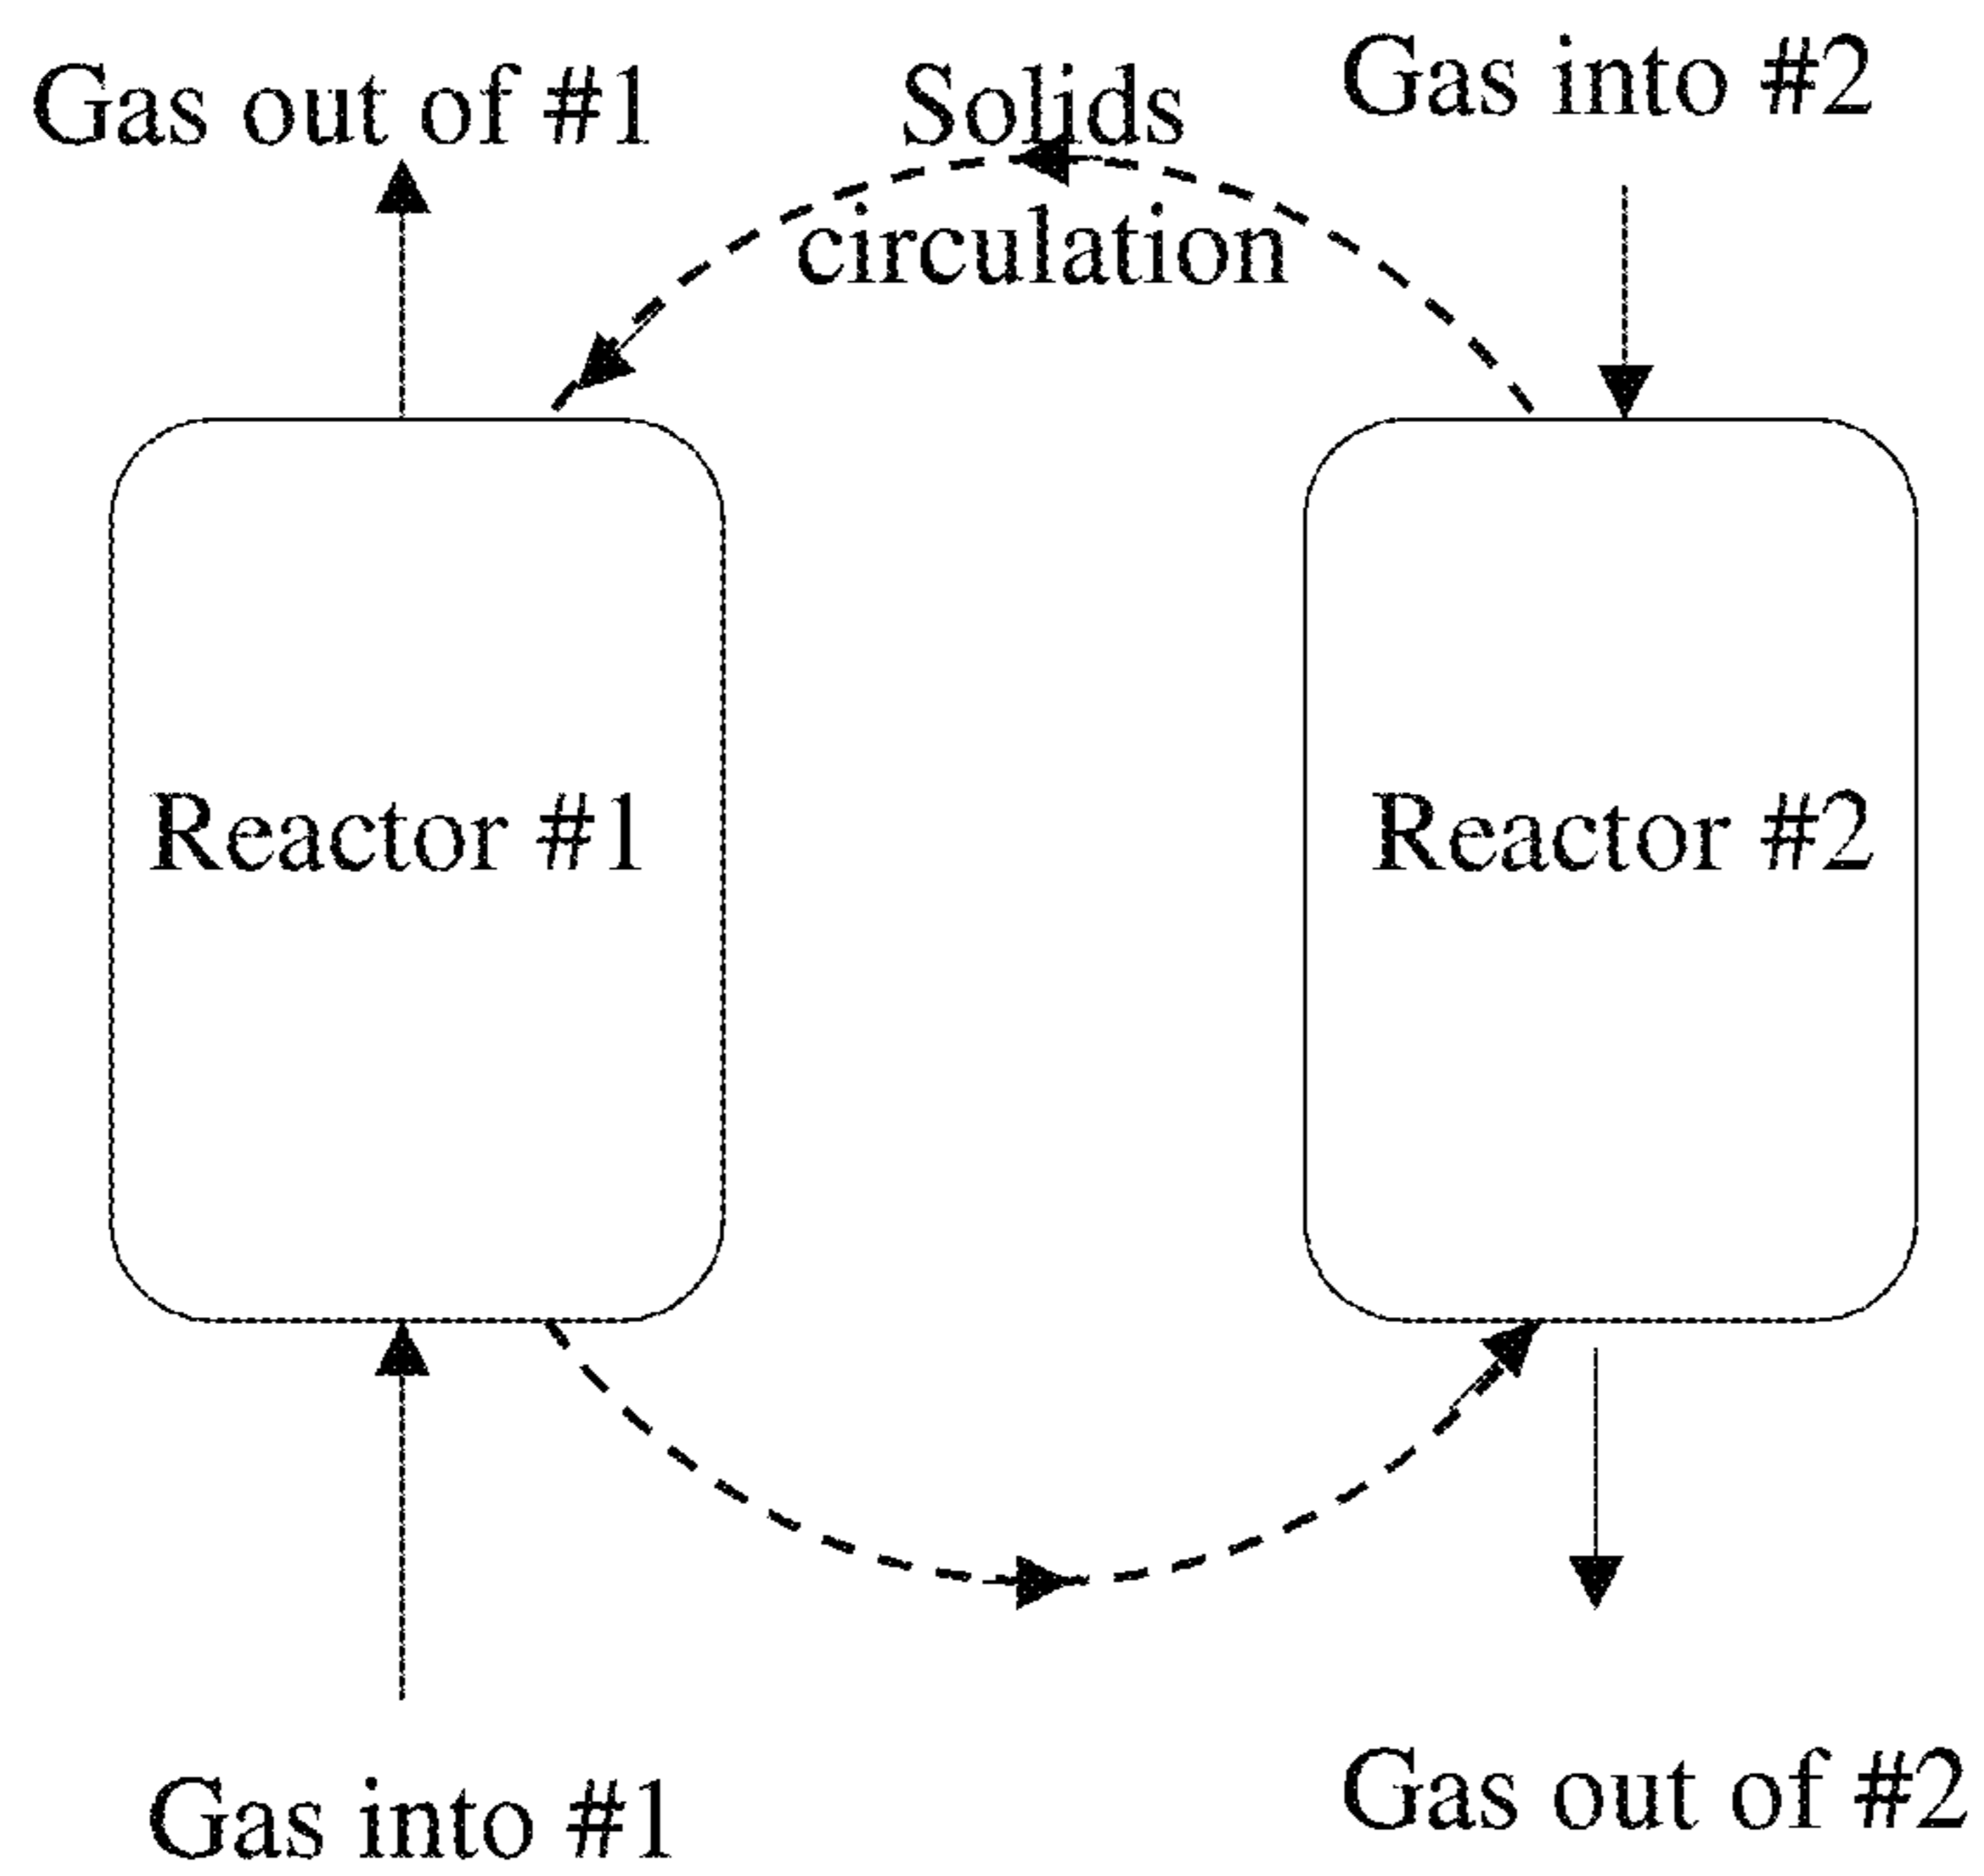 Gas out of #1
Solids
circulation
Gas into #2
Reactor #1
Reactor #2
Gas into #1
Gas out of #2